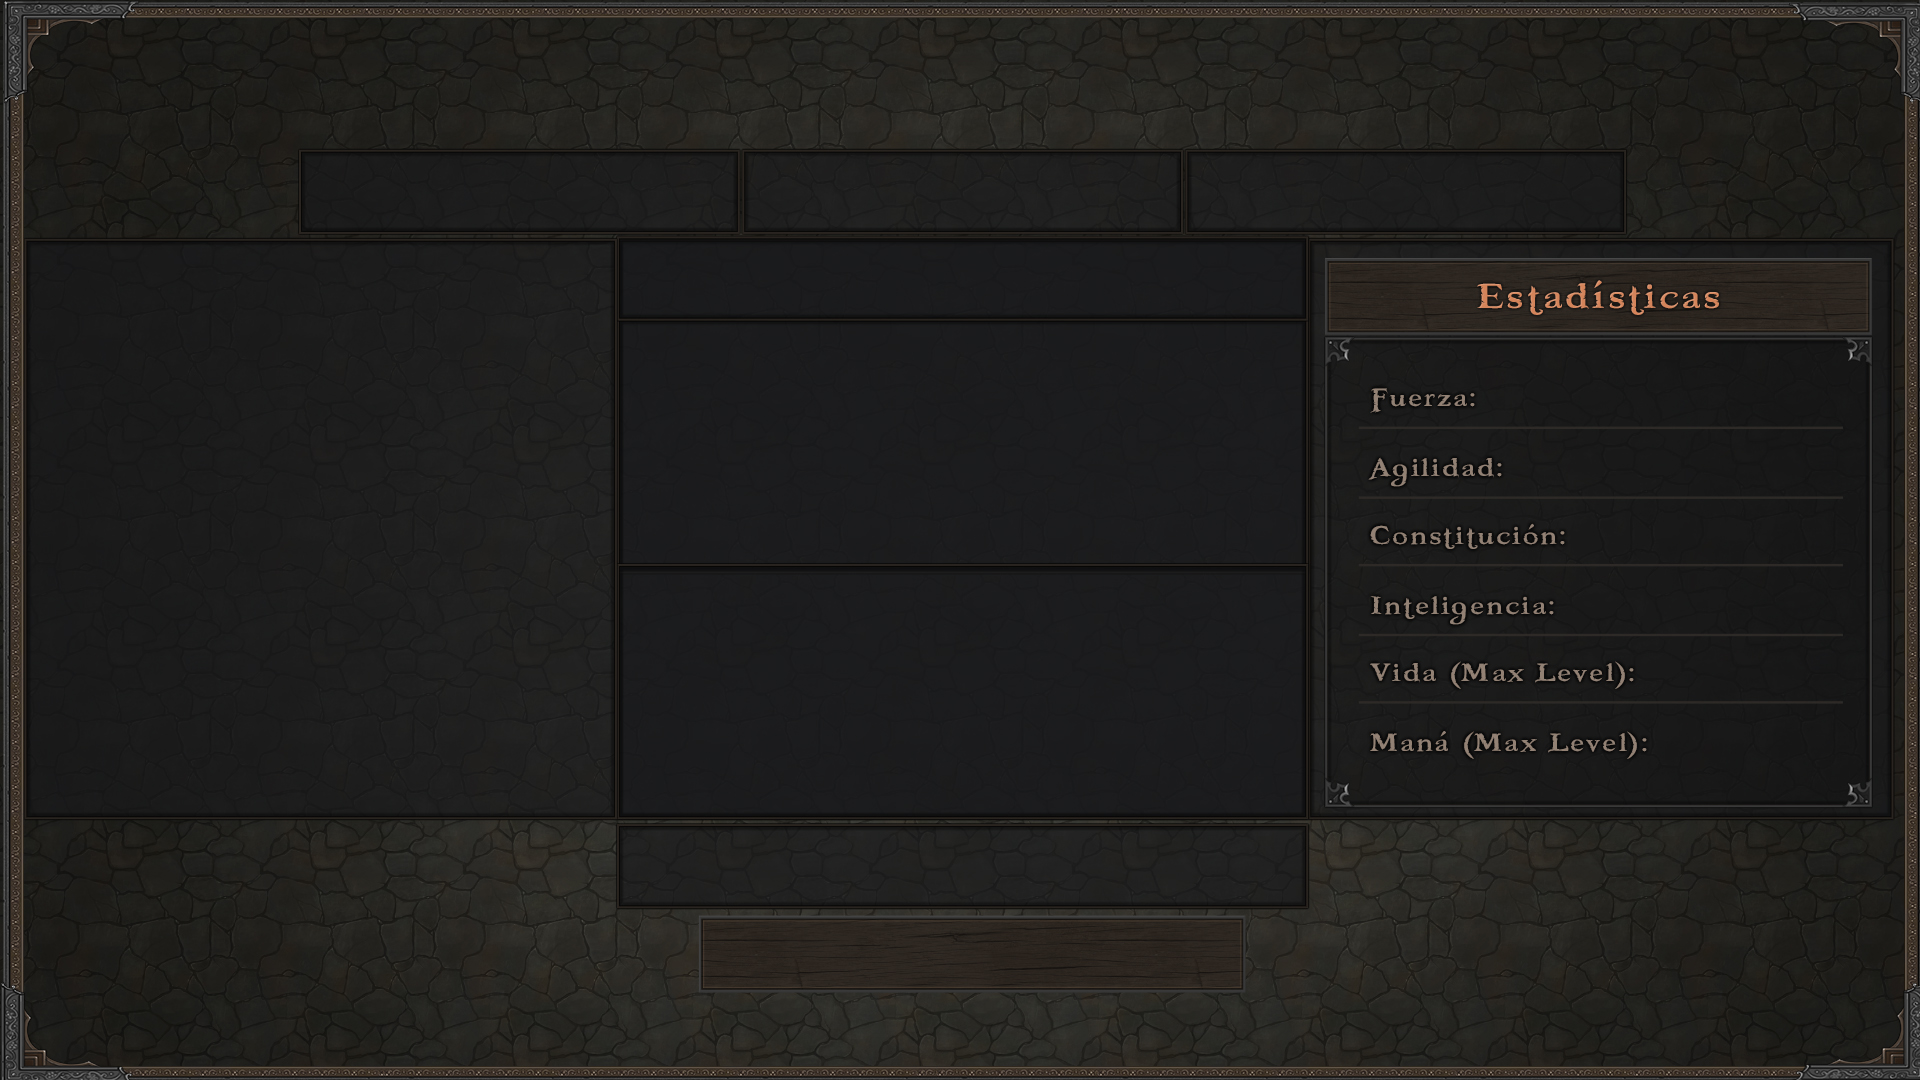 Estadísticas
Fuerza:
Agilidad:
Constitución:
Inteligencia:
Vida (Max Level):
Maná (Max Level):